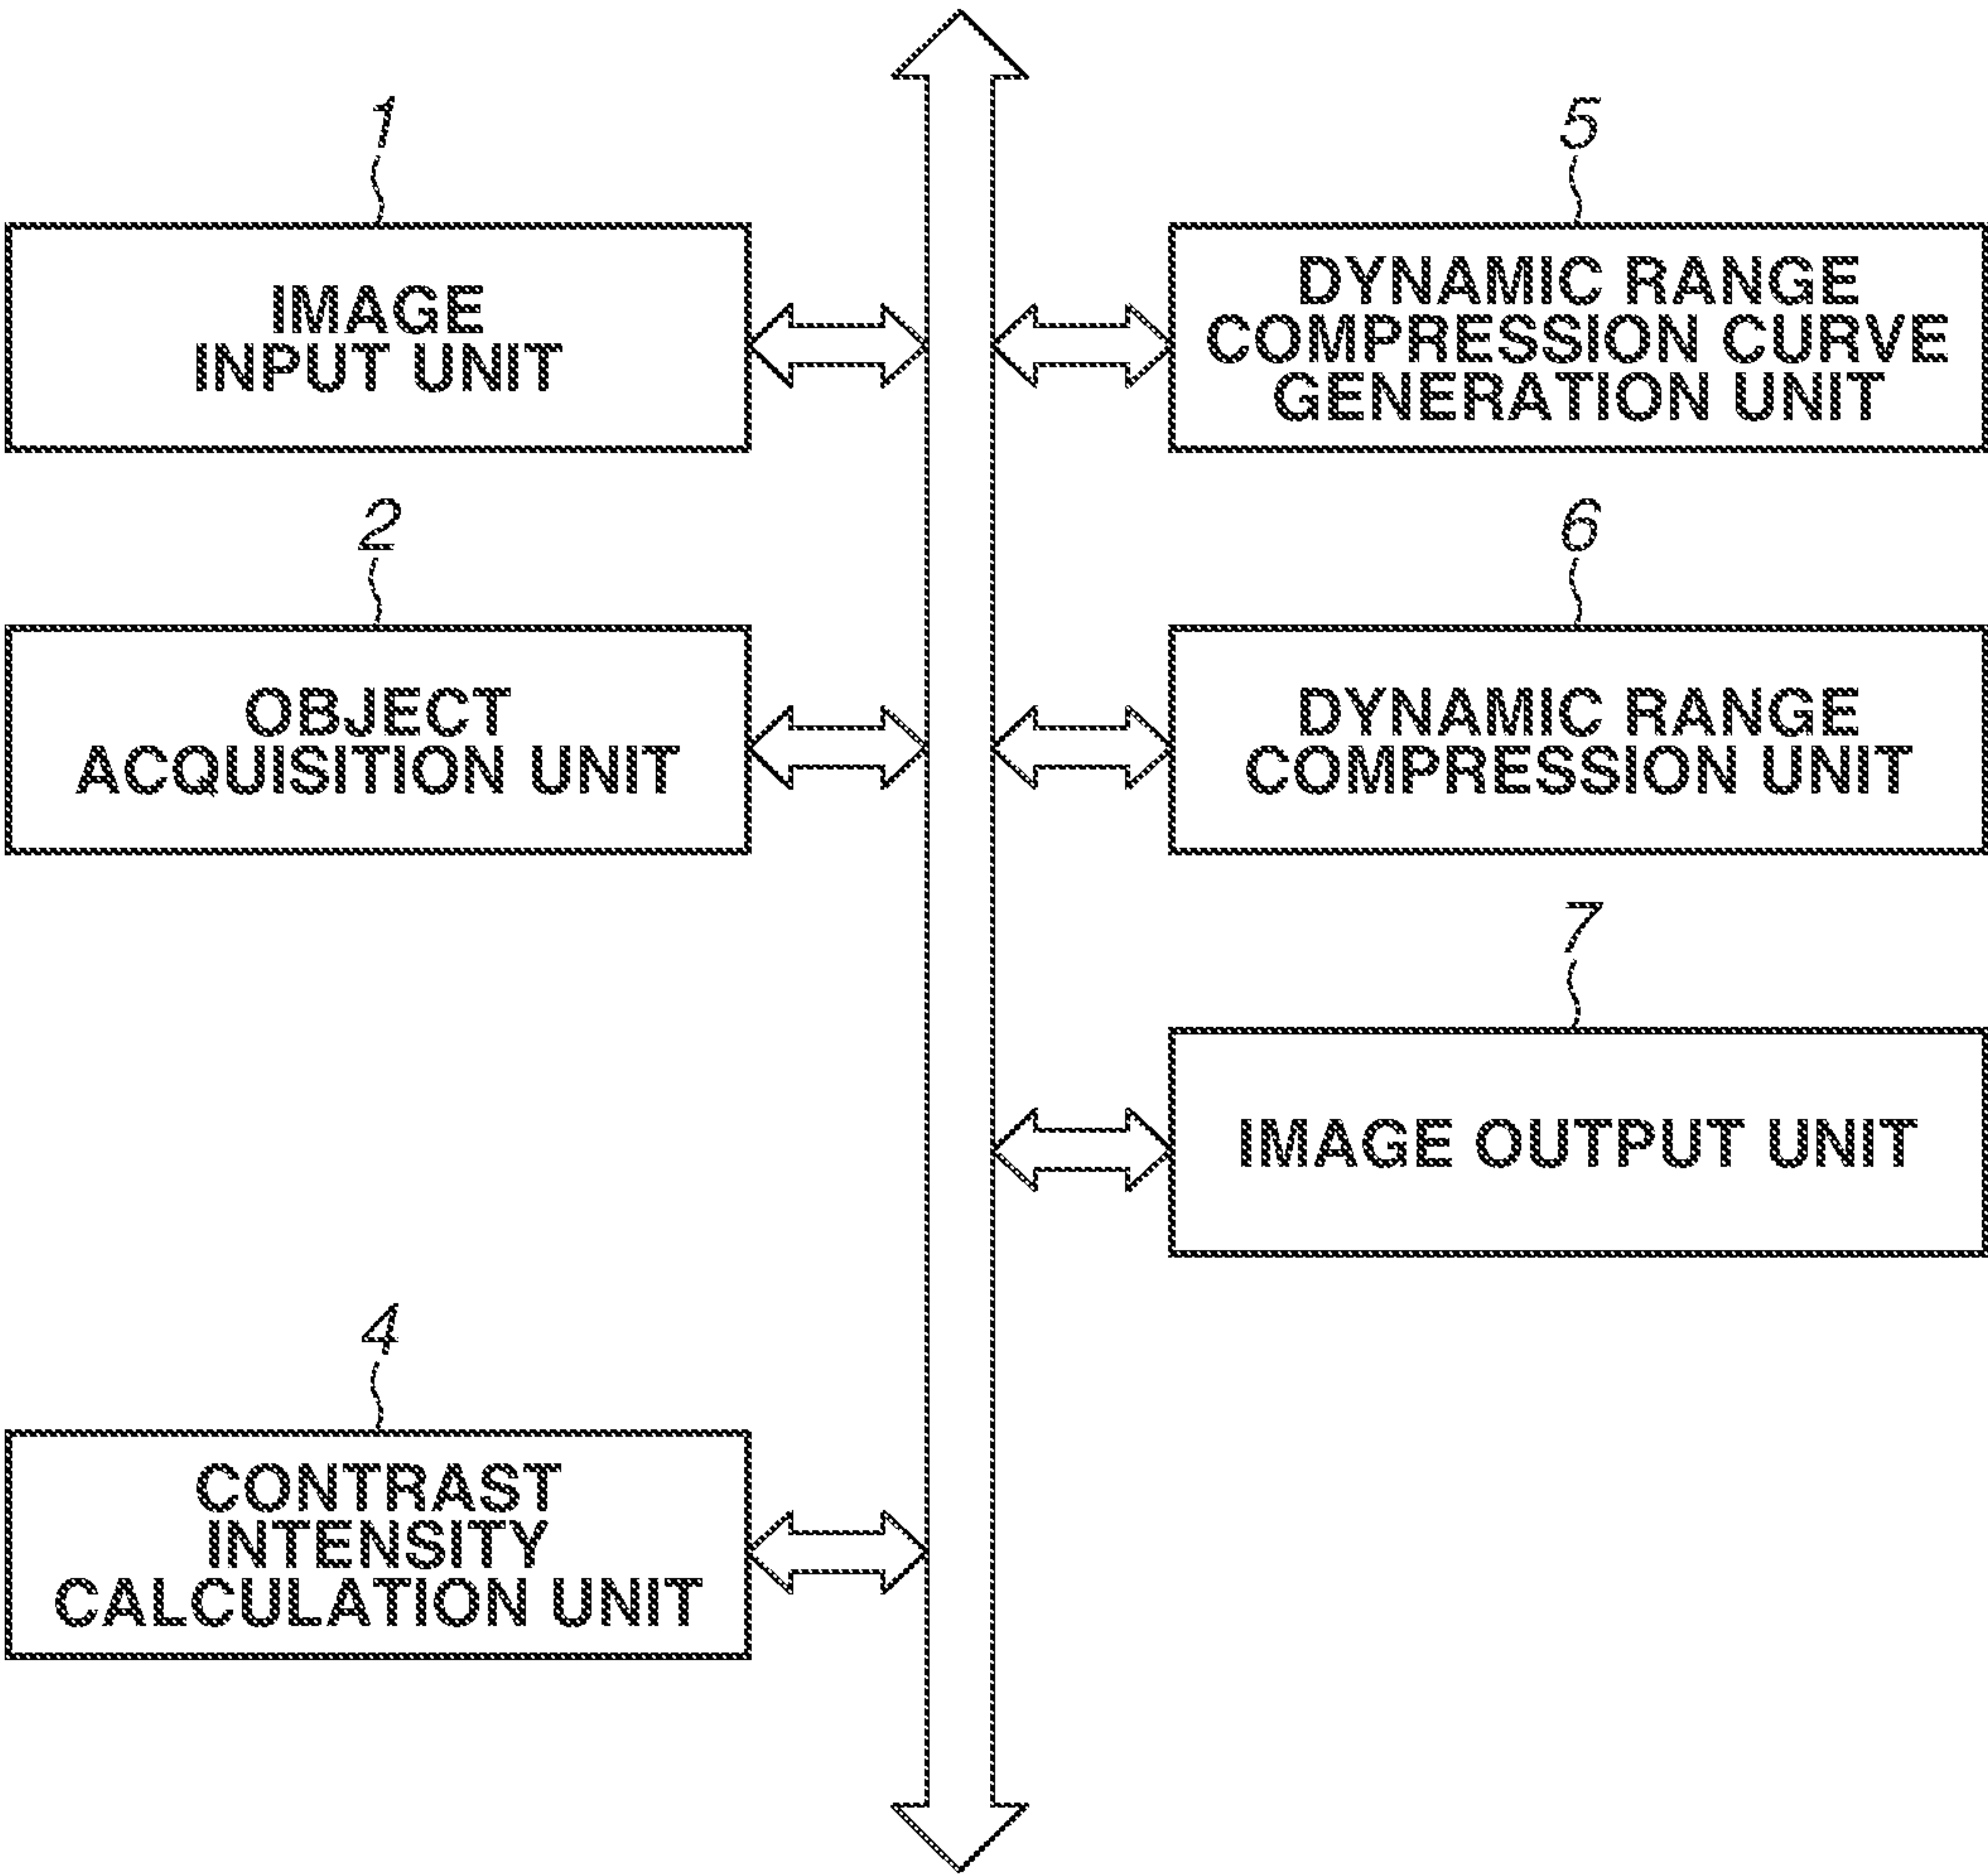 1
IMAGE
INPUT UNIT
2
OBJECT
ACQUISITION UNIT
4
CONTRAST
INTENSITY
CALCULATION UNIT
5
DYNAMIC RANGE
COMPRESSION CURVE
GENERATION UNIT
6
DYNAMIC RANGE
COMPRESSION UNIT
7
IMAGE OUTPUT UNIT